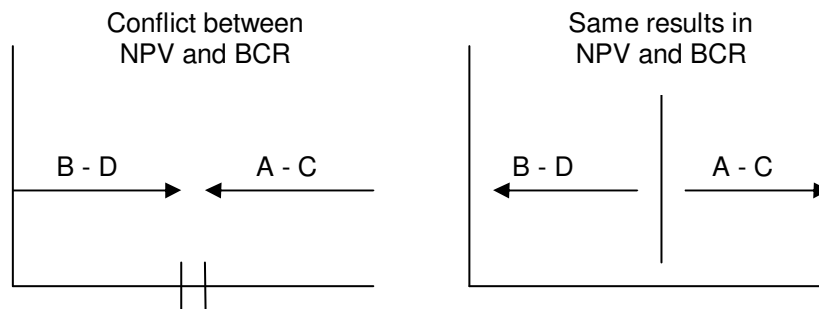 Conflict between
NPV and BCR
B - D
A - C
Same results in
NPV and BCR
B - D
A - C